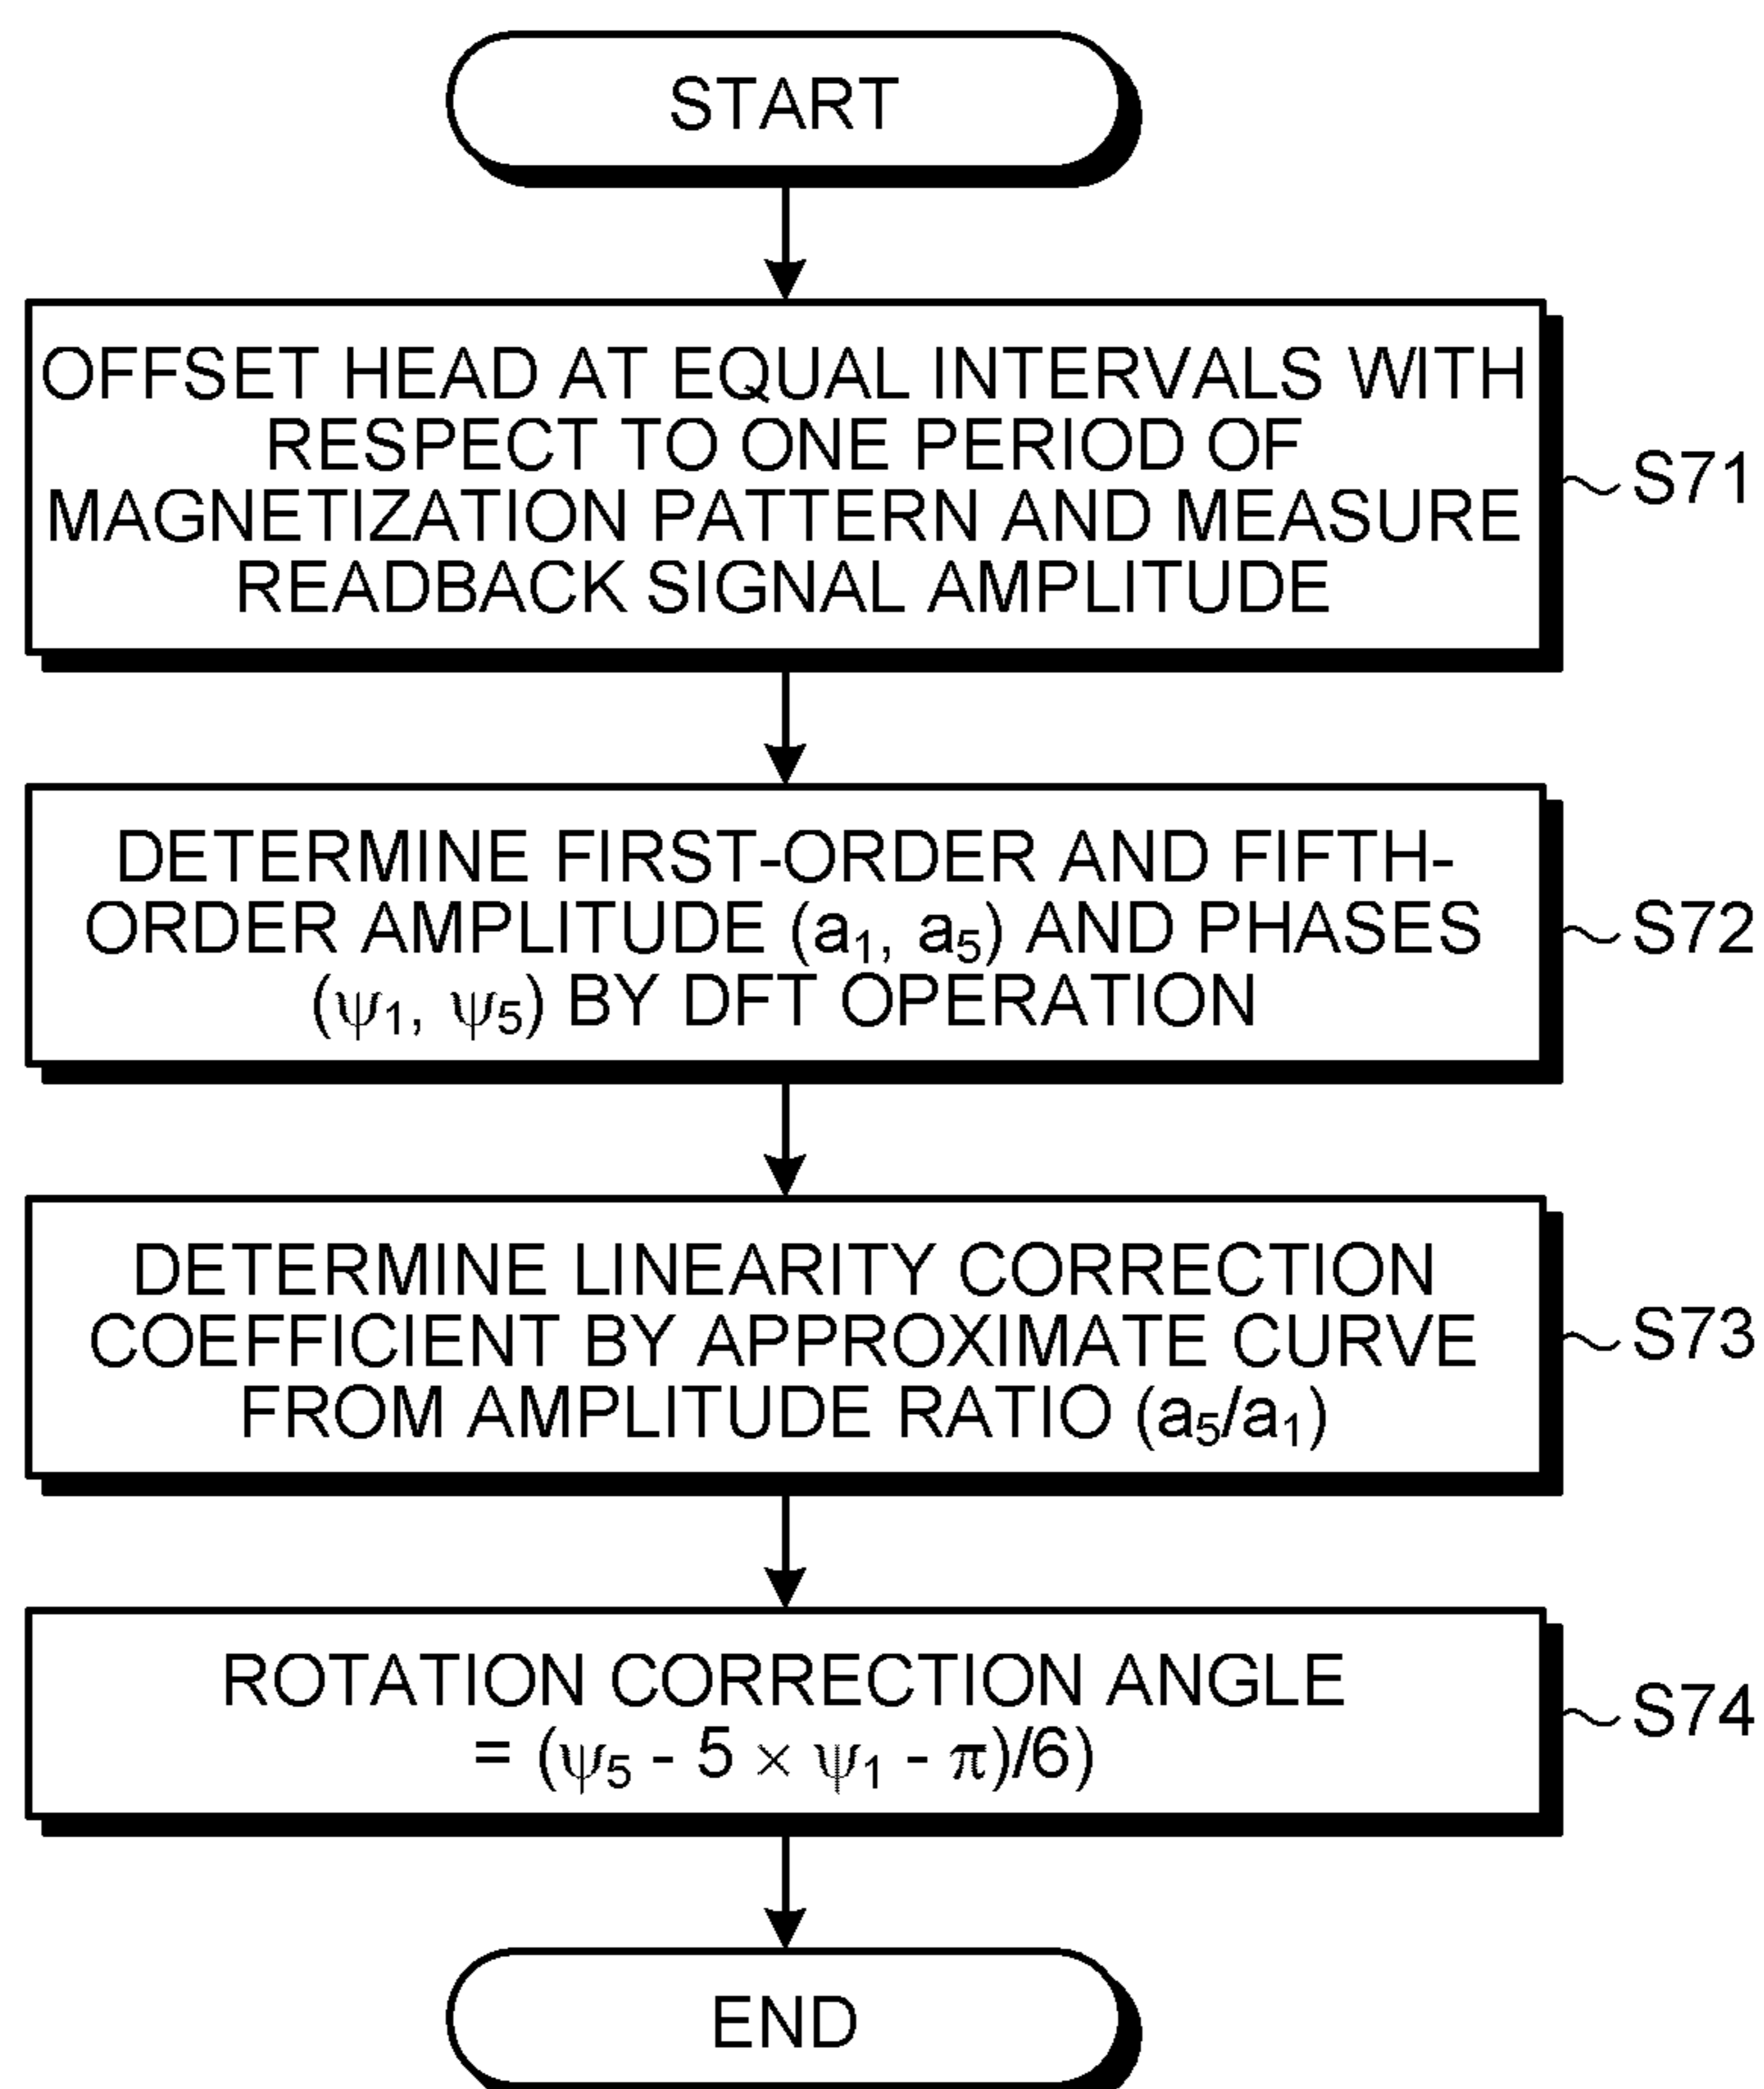 START
OFFSET HEAD AT EQUAL INTERVALS WITH
RESPECT TO ONE PERIOD OF
MAGNETIZATION PATTERN AND MEASURE
READBACK SIGNAL AMPLITUDE
S71
DETERMINE FIRST-ORDER AND FIFTH-
ORDER AMPLITUDE (a₁, a₅) AND PHASES
(ψ₁, ψ₅) BY DFT OPERATION
S72
DETERMINE LINEARITY CORRECTION
COEFFICIENT BY APPROXIMATE CURVE
FROM AMPLITUDE RATIO (a₅/a₁)
S73
ROTATION CORRECTION ANGLE
= (ψ₅ - 5 × ψ₁ - π)/6)
S74
END